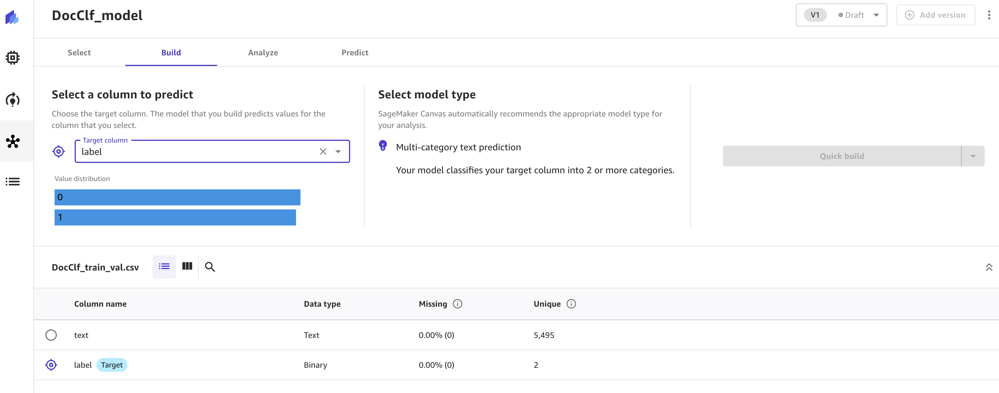 DocClf_model
V1
Draft
Add version
Select
Build
Analyze
Predict
Select a column to predict
Choose the target column. The model that you build predicts values for the
column that you select.
Target column
label
Value distribution
0
1
Select model type
SageMaker Canvas automatically recommends the appropriate model type for
your analysis.
Multi-category text prediction
Your model classifies your target column into 2 or more categories.
Quick build
DocClf_train_val.csv
Column name Data type Missing Unique
text Text 0.00% (0) 5,495
label Target Binary 0.00% (0) 2